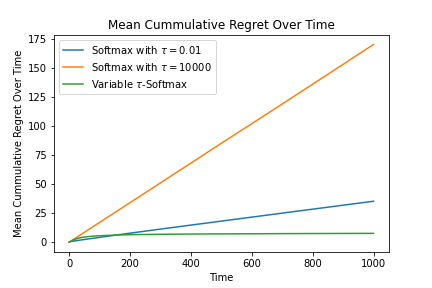 Mean Cummulative Regret Over Time
Mean Cummulative Regret Over Time
175
150
125
100
75
50
25
0
Softmax with τ = 0.01
Softmax with τ = 10000
Variable τ-Softmax
0
200
400
600
800
1000
Time